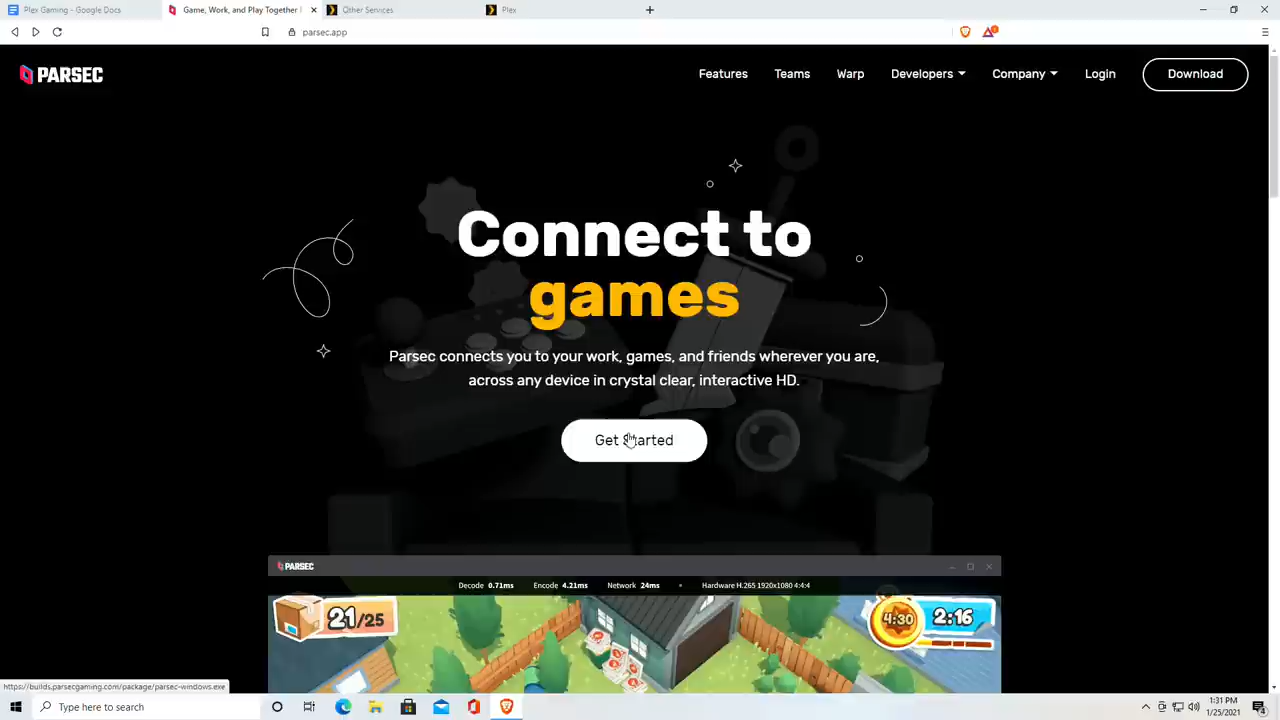 Plex Gaming - Google Docs
Game, Work, and Play Together
Other Services
Plex
parsec.app
PARSEC
Features
Teams
Warp
Developers
Company
Login
Download
Connect to
games
Parsec connects you to your work, games, and friends wherever you are,
across any device in crystal clear, interactive HD.
Get Started
PARSEC
Decode 0.71ms
Encode 4.21ms
Network 24ms
Hardware H.265 1920x1080 4:4:4
21/25
4:30
2:16
https://builds.parsecgaming.com/package/parsec-windows.exe
Type here to search
1:31 PM
1/25/2021
4